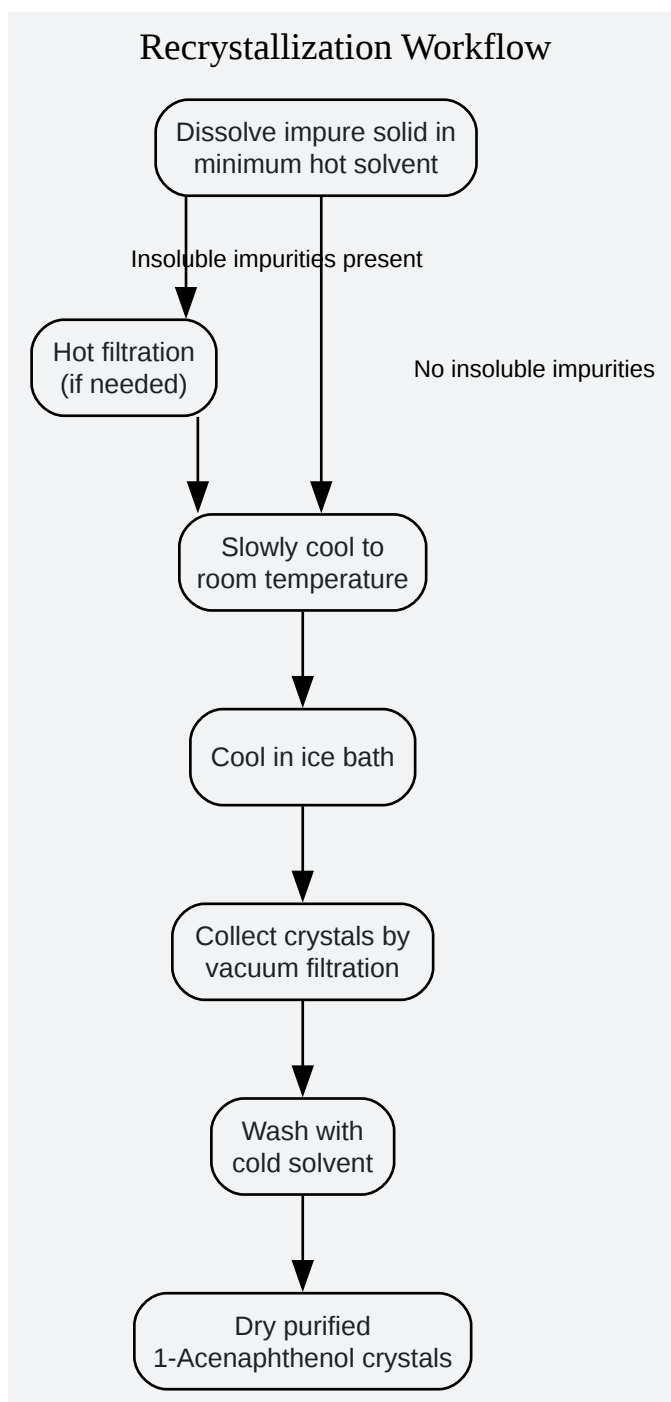 Recrystallization Workflow
Dissolve impure solid in
minimum hot solvent
Insoluble impurities present
Hot filtration
(if needed)
No insoluble impurities
Slowly cool to
room temperature
Cool in ice bath
Collect crystals by
vacuum filtration
Wash with
cold solvent
Dry purified
1-Acenaphthenol crystals